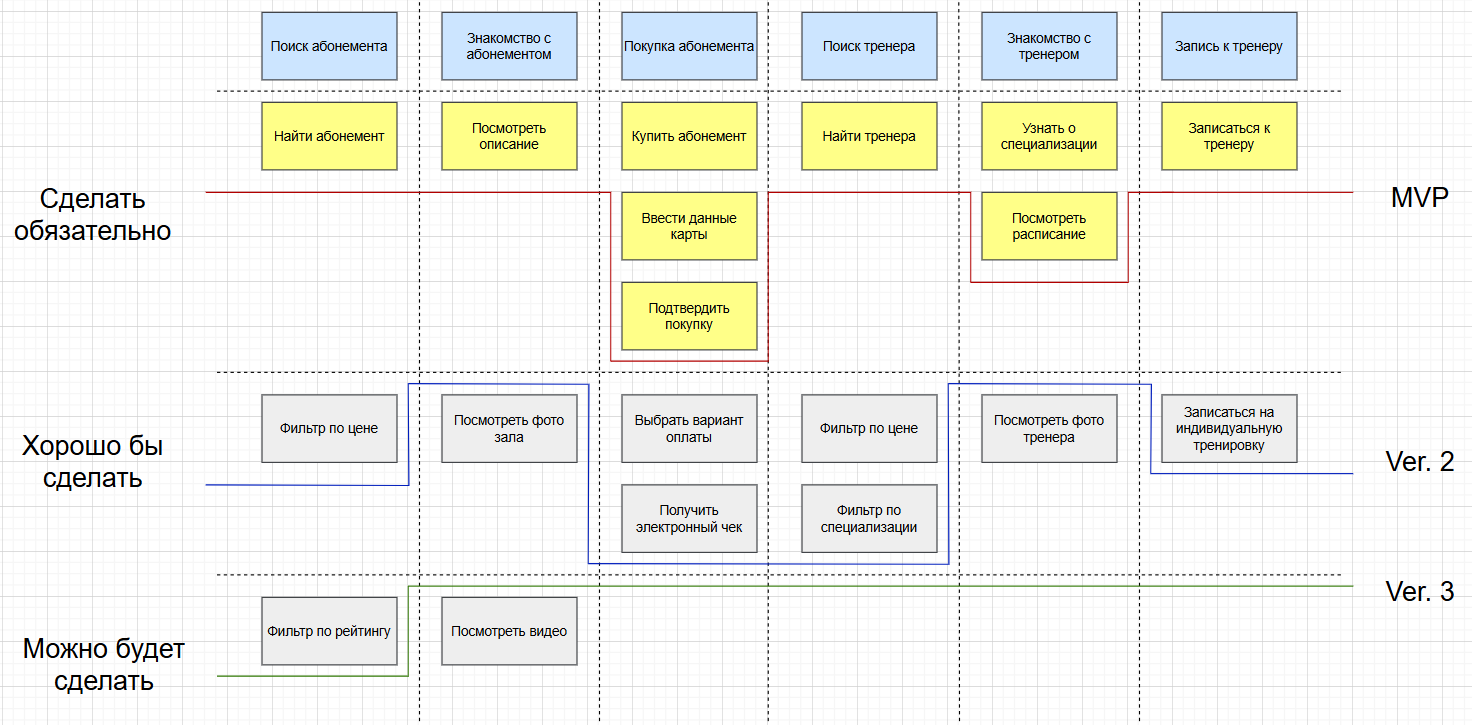 Поиск абонемента
Знакомство с
абонементом
Покупка абонемента
Поиск тренера
Знакомство с
тренером
Запись к тренеру
Найти абонемент
Посмотреть
описание
Купить абонемент
Найти тренера
Узнать о
специализации
Записаться к
тренеру
Сделать
обязательно
MVP
Ввести данные
карты
Посмотреть
расписание
Подтвердить
покупку
Хорошо бы
сделать
Фильтр по цене
Посмотреть фото
зала
Выбрать вариант
оплаты
Фильтр по цене
Посмотреть фото
тренера
Записаться на
индивидуальную
тренировку
Ver. 2
Получить
электронный чек
Фильтр по
специализации
Ver. 3
Можно будет
сделать
Фильтр по рейтингу
Посмотреть видео